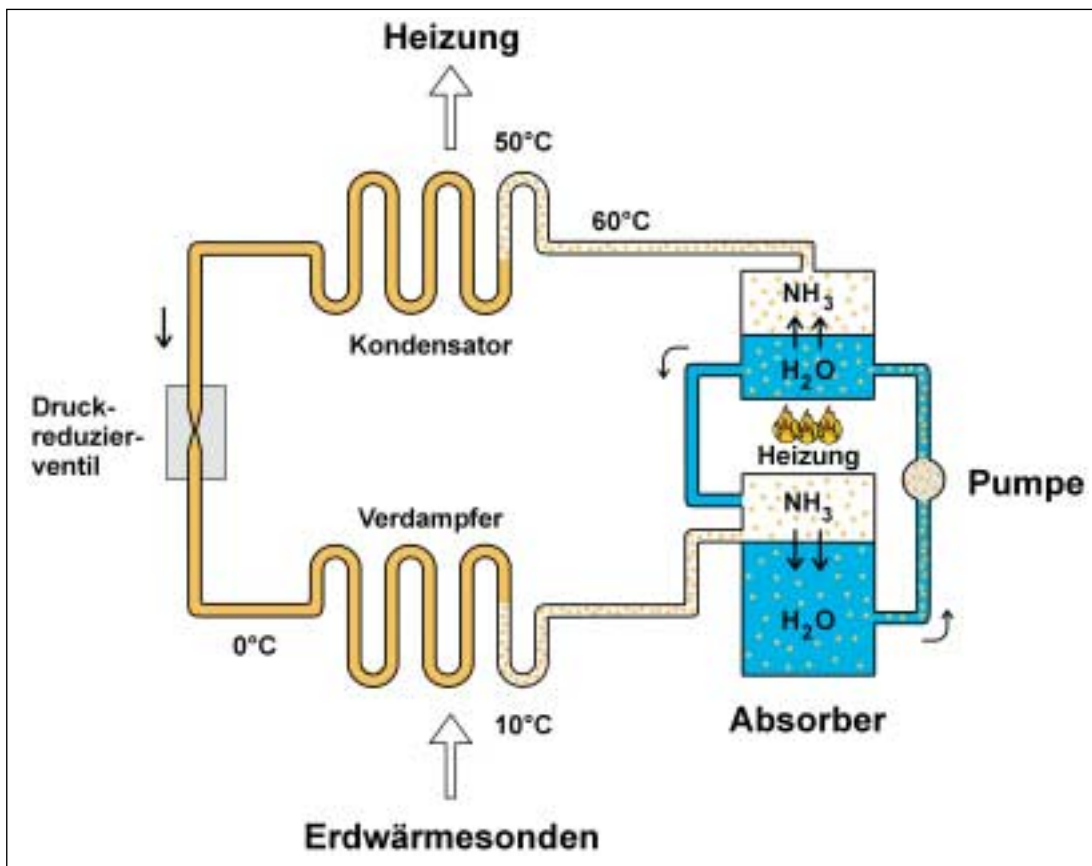 Heizung
50°C
60°C
NH3
Kondensator
H2O
Druck-
reduzier-
ventil
Heizung
Pumpe
Verdampfer
NH3
H2O
0°C
10°C
Absorber
Erdwärmesonden